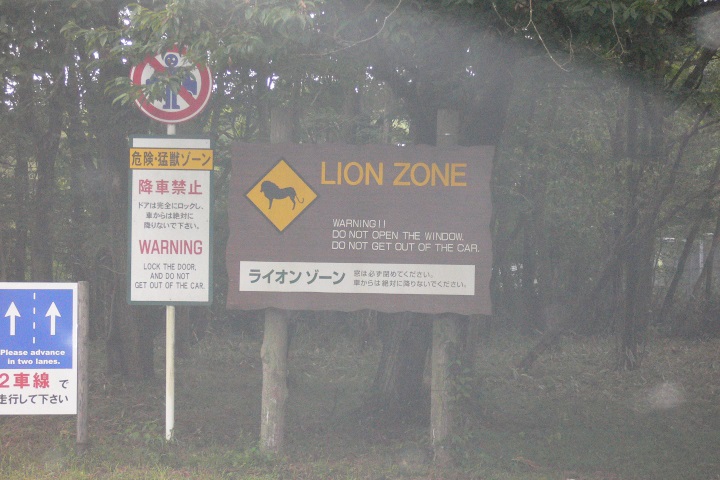 危険・猛獣ゾーン
降車禁止
ドアは完全にロックし、
車からは絶対に
降りないで下さい。
WARNING
LOCK THE DOOR,
AND DO NOT
GET OUT OF THE CAR.
LION ZONE
WARNING!!
DO NOT OPEN THE WINDOW.
DO NOT GET OUT OF THE CAR.
ライオン ゾーン
窓は必ず閉めてください。
車からは絶対に降りないでください。
Please advance
in two lanes.
2車線で
走行して下さい